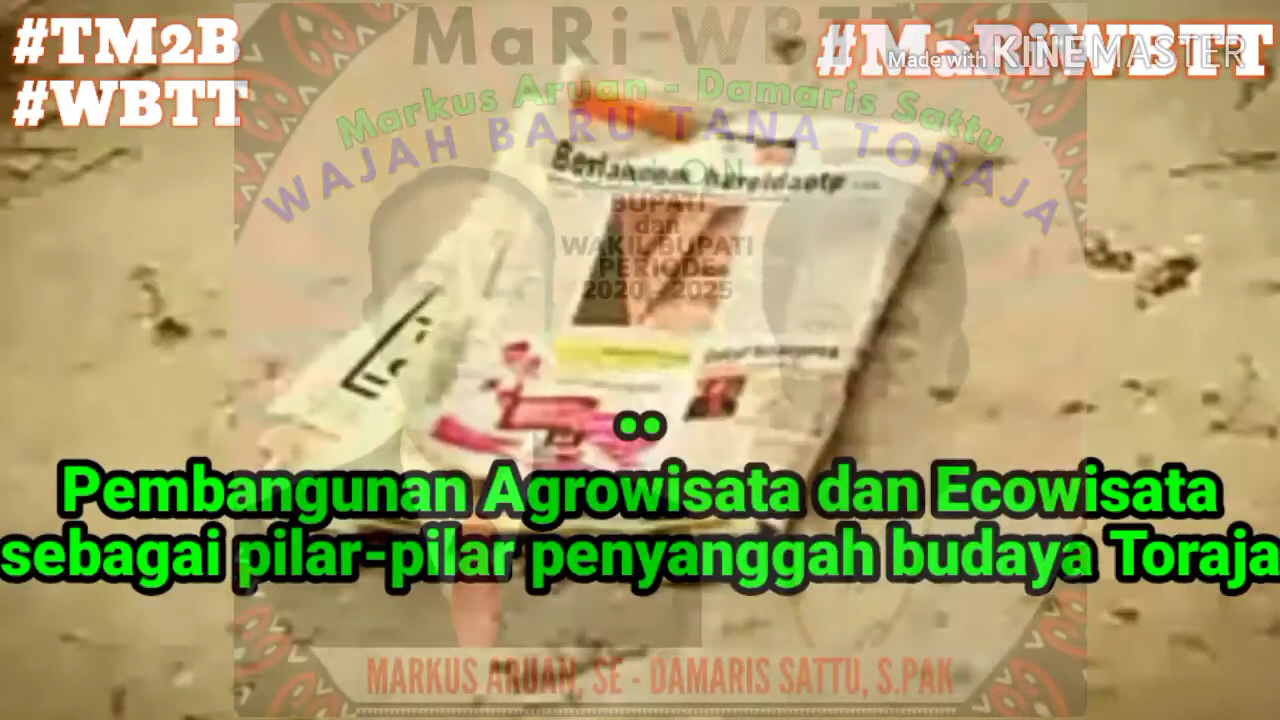 #TM2B
#WBTT
#MaRiWBTT
Made with KINEMASTER
MaRi-WBTT
Markus Aruan - Damaris Sattu
WAJAH BARU TANA TORAJA
BUPATI
dan
WAKIL BUPATI
PERIODE
2020 - 2025
..
Pembangunan Agrowisata dan Ecowisata
sebagai pilar-pilar penyanggah budaya Toraja
MARKUS ARUAN, SE - DAMARIS SATTU, S.PAK